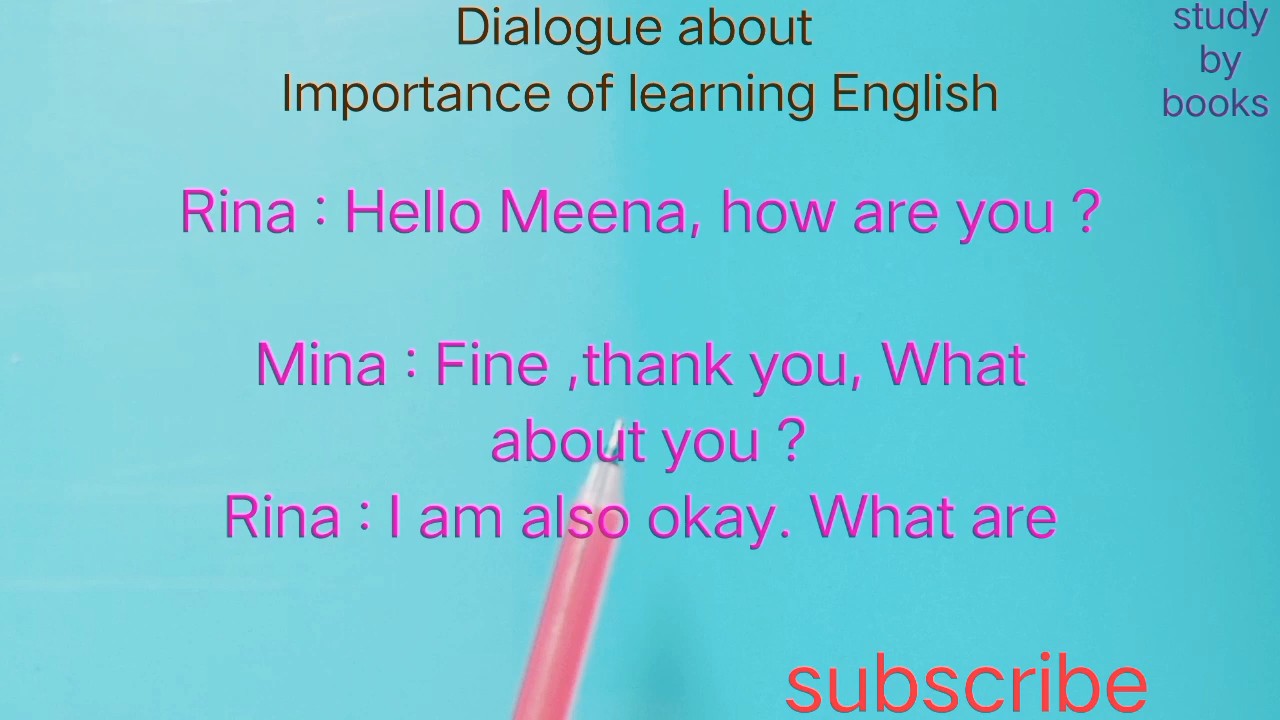 Dialogue about
Importance of learning English
study
by
books
Rina : Hello Meena, how are you ?
Mina : Fine ,thank you, What
about you ?
Rina : I am also okay. What are
subscribe